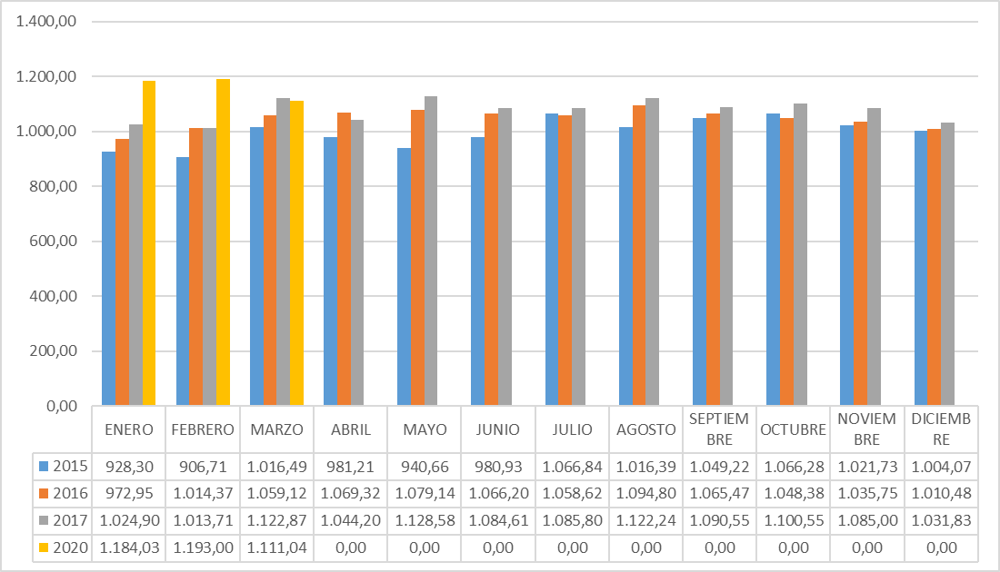 1.400,00
1.200,00
1.000,00
800,00
600,00
400,00
200,00
0,00
ENERO FEBRERO MARZO ABRIL MAYO JUNIO JULIO AGOSTO SEPTIEM OCTUBRE NOVIEM DICIEMB
BRE BRE RE
2015 928,30 906,71 1.016,49 981,21 940,66 980,93 1.066,84 1.016,39 1.049,22 1.066,28 1.021,73 1.004,07
2016 972,95 1.014,37 1.059,12 1.069,32 1.079,14 1.066,20 1.058,62 1.094,80 1.065,47 1.048,38 1.035,75 1.010,48
2017 1.024,90 1.013,71 1.122,87 1.044,20 1.128,58 1.084,61 1.085,80 1.122,24 1.090,55 1.100,55 1.085,00 1.031,83
2020 1.184,03 1.193,00 1.111,04 0,00 0,00 0,00 0,00 0,00 0,00 0,00 0,00 0,00